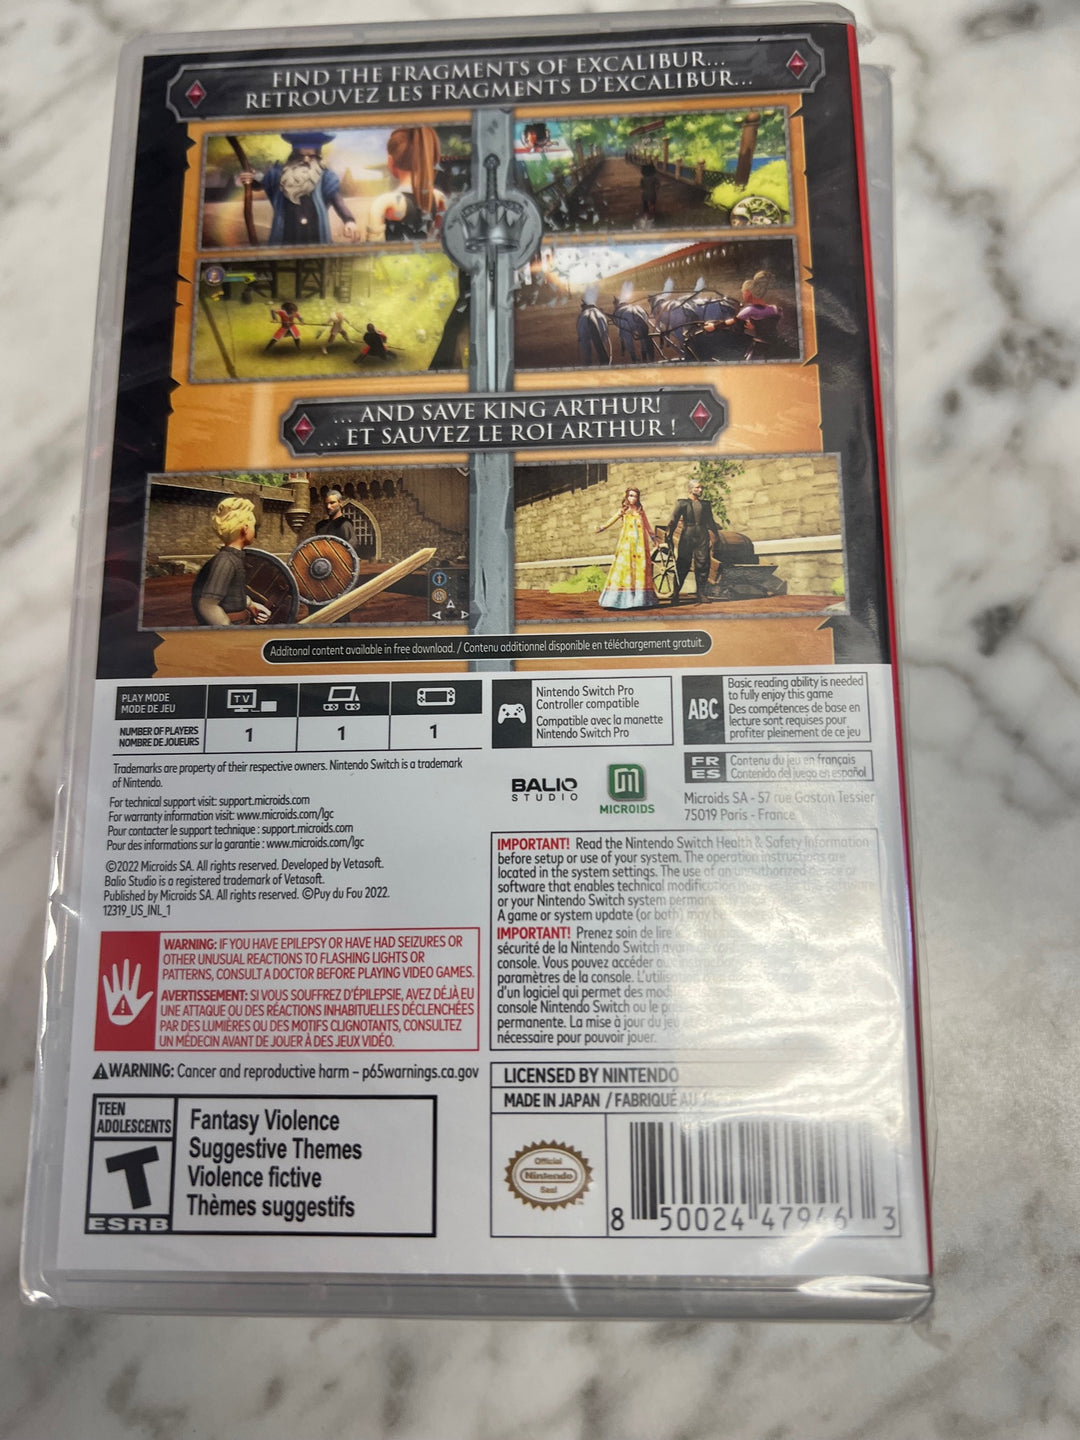 FIND THE FRAGMENTS OF EXCALIBUR...
RETROUVEZ LES FRAGMENTS D'EXCALIBUR...
... AND SAVE KING ARTHUR!
... ET SAUVEZ LE ROI ARTHUR !
Additonal content available in free download. / Contenu additionnel disponible en téléchargement gratuit.
PLAY MODE
MODE DE JEU
TV
NUMBER OF PLAYERS
NOMBRE DE JOUEURS
1
1
1
Nintendo Switch Pro
Controller compatible
Compatible avec la manette
Nintendo Switch Pro
ABC
Basic reading ability is needed
to fully enjoy this game
Des compétences de base en
lecture sont requises pour
profiter pleinement de ce jeu
FR
ES
Contenu du jeu en français
Contenido del juego en español
Trademarks are property of their respective owners. Nintendo Switch is a trademark
of Nintendo.
For technical support visit: support.microids.com
For warranty information visit: www.microids.com/lgc
Pour contacter le support technique : support.microids.com
Pour des informations sur la garantie : www.microids.com/lgc
©2022 Microids SA. All rights reserved. Developed by Vetasoft.
Balio Studio is a registered trademark of Vetasoft.
Published by Microids SA. All rights reserved. ©Puy du Fou 2022.
12319_US_INL_1
BALIO
STUDIO
MICROIDS
Microids SA - 57 rue Gaston Tessier
75019 Paris - France
IMPORTANT! Read the Nintendo Switch Health & Safety Information
before setup or use of your system. The operation instructions are
located in the system settings. The use of an unauthorized device or
software that enables technical modification
or your Nintendo Switch system permanently
A game or system update (or both) may be
IMPORTANT! Prenez soin de lire
sécurité de la Nintendo Switch
console. Vous pouvez accéder
paramètres de la console. L'utilisation
d'un logiciel qui permet des
console Nintendo Switch ou le
permanente. La mise à jour du jeu
nécessaire pour pouvoir jouer.
WARNING: IF YOU HAVE EPILEPSY OR HAVE HAD SEIZURES OR
OTHER UNUSUAL REACTIONS TO FLASHING LIGHTS OR
PATTERNS, CONSULT A DOCTOR BEFORE PLAYING VIDEO GAMES.
AVERTISSEMENT: SI VOUS SOUFFREZ D'ÉPILEPSIE, AVEZ DÉJÀ EU
UNE ATTAQUE OU DES RÉACTIONS INHABITUELLES DÉCLENCHÉES
PAR DES LUMIÈRES OU DES MOTIFS CLIGNOTANTS, CONSULTEZ
UN MÉDECIN AVANT DE JOUER À DES JEUX VIDÉO.
WARNING: Cancer and reproductive harm – p65warnings.ca.gov
TEEN
ADOLESCENTS
T
ESRB
Fantasy Violence
Suggestive Themes
Violence fictive
Thèmes suggestifs
LICENSED BY NINTENDO
MADE IN JAPAN / FABRIQUÉ AU
Official
Nintendo
Seal
8 50024 47946 3